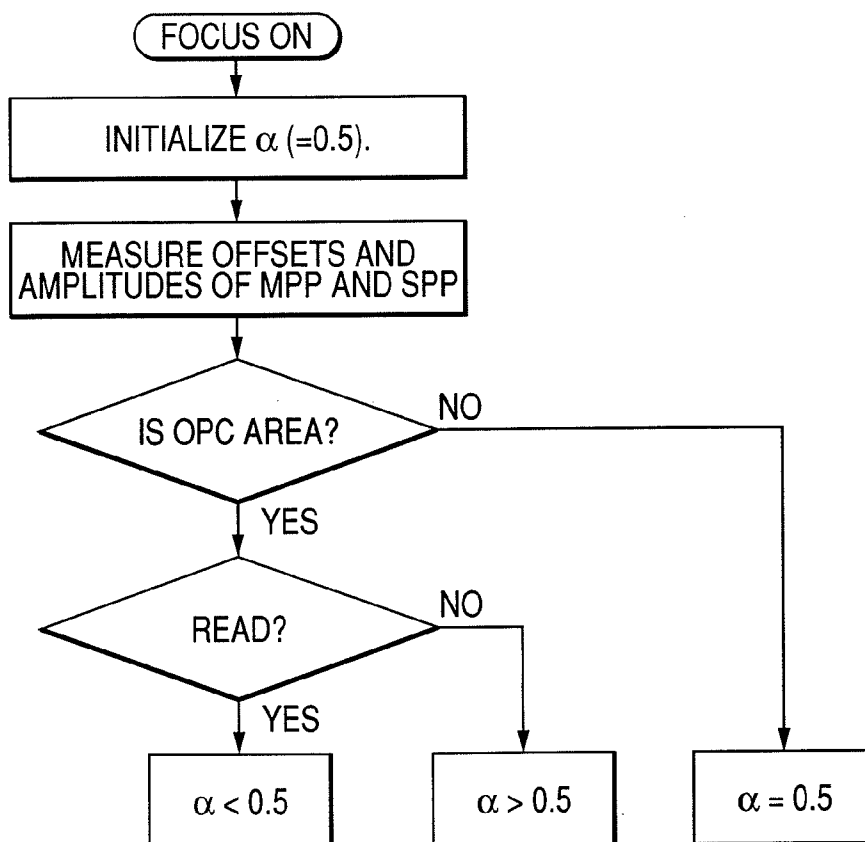 FOCUS ON
INITIALIZE α (=0.5).
MEASURE OFFSETS AND
AMPLITUDES OF MPP AND SPP
IS OPC AREA?
NO
YES
READ?
NO
YES
α < 0.5
α > 0.5
α = 0.5